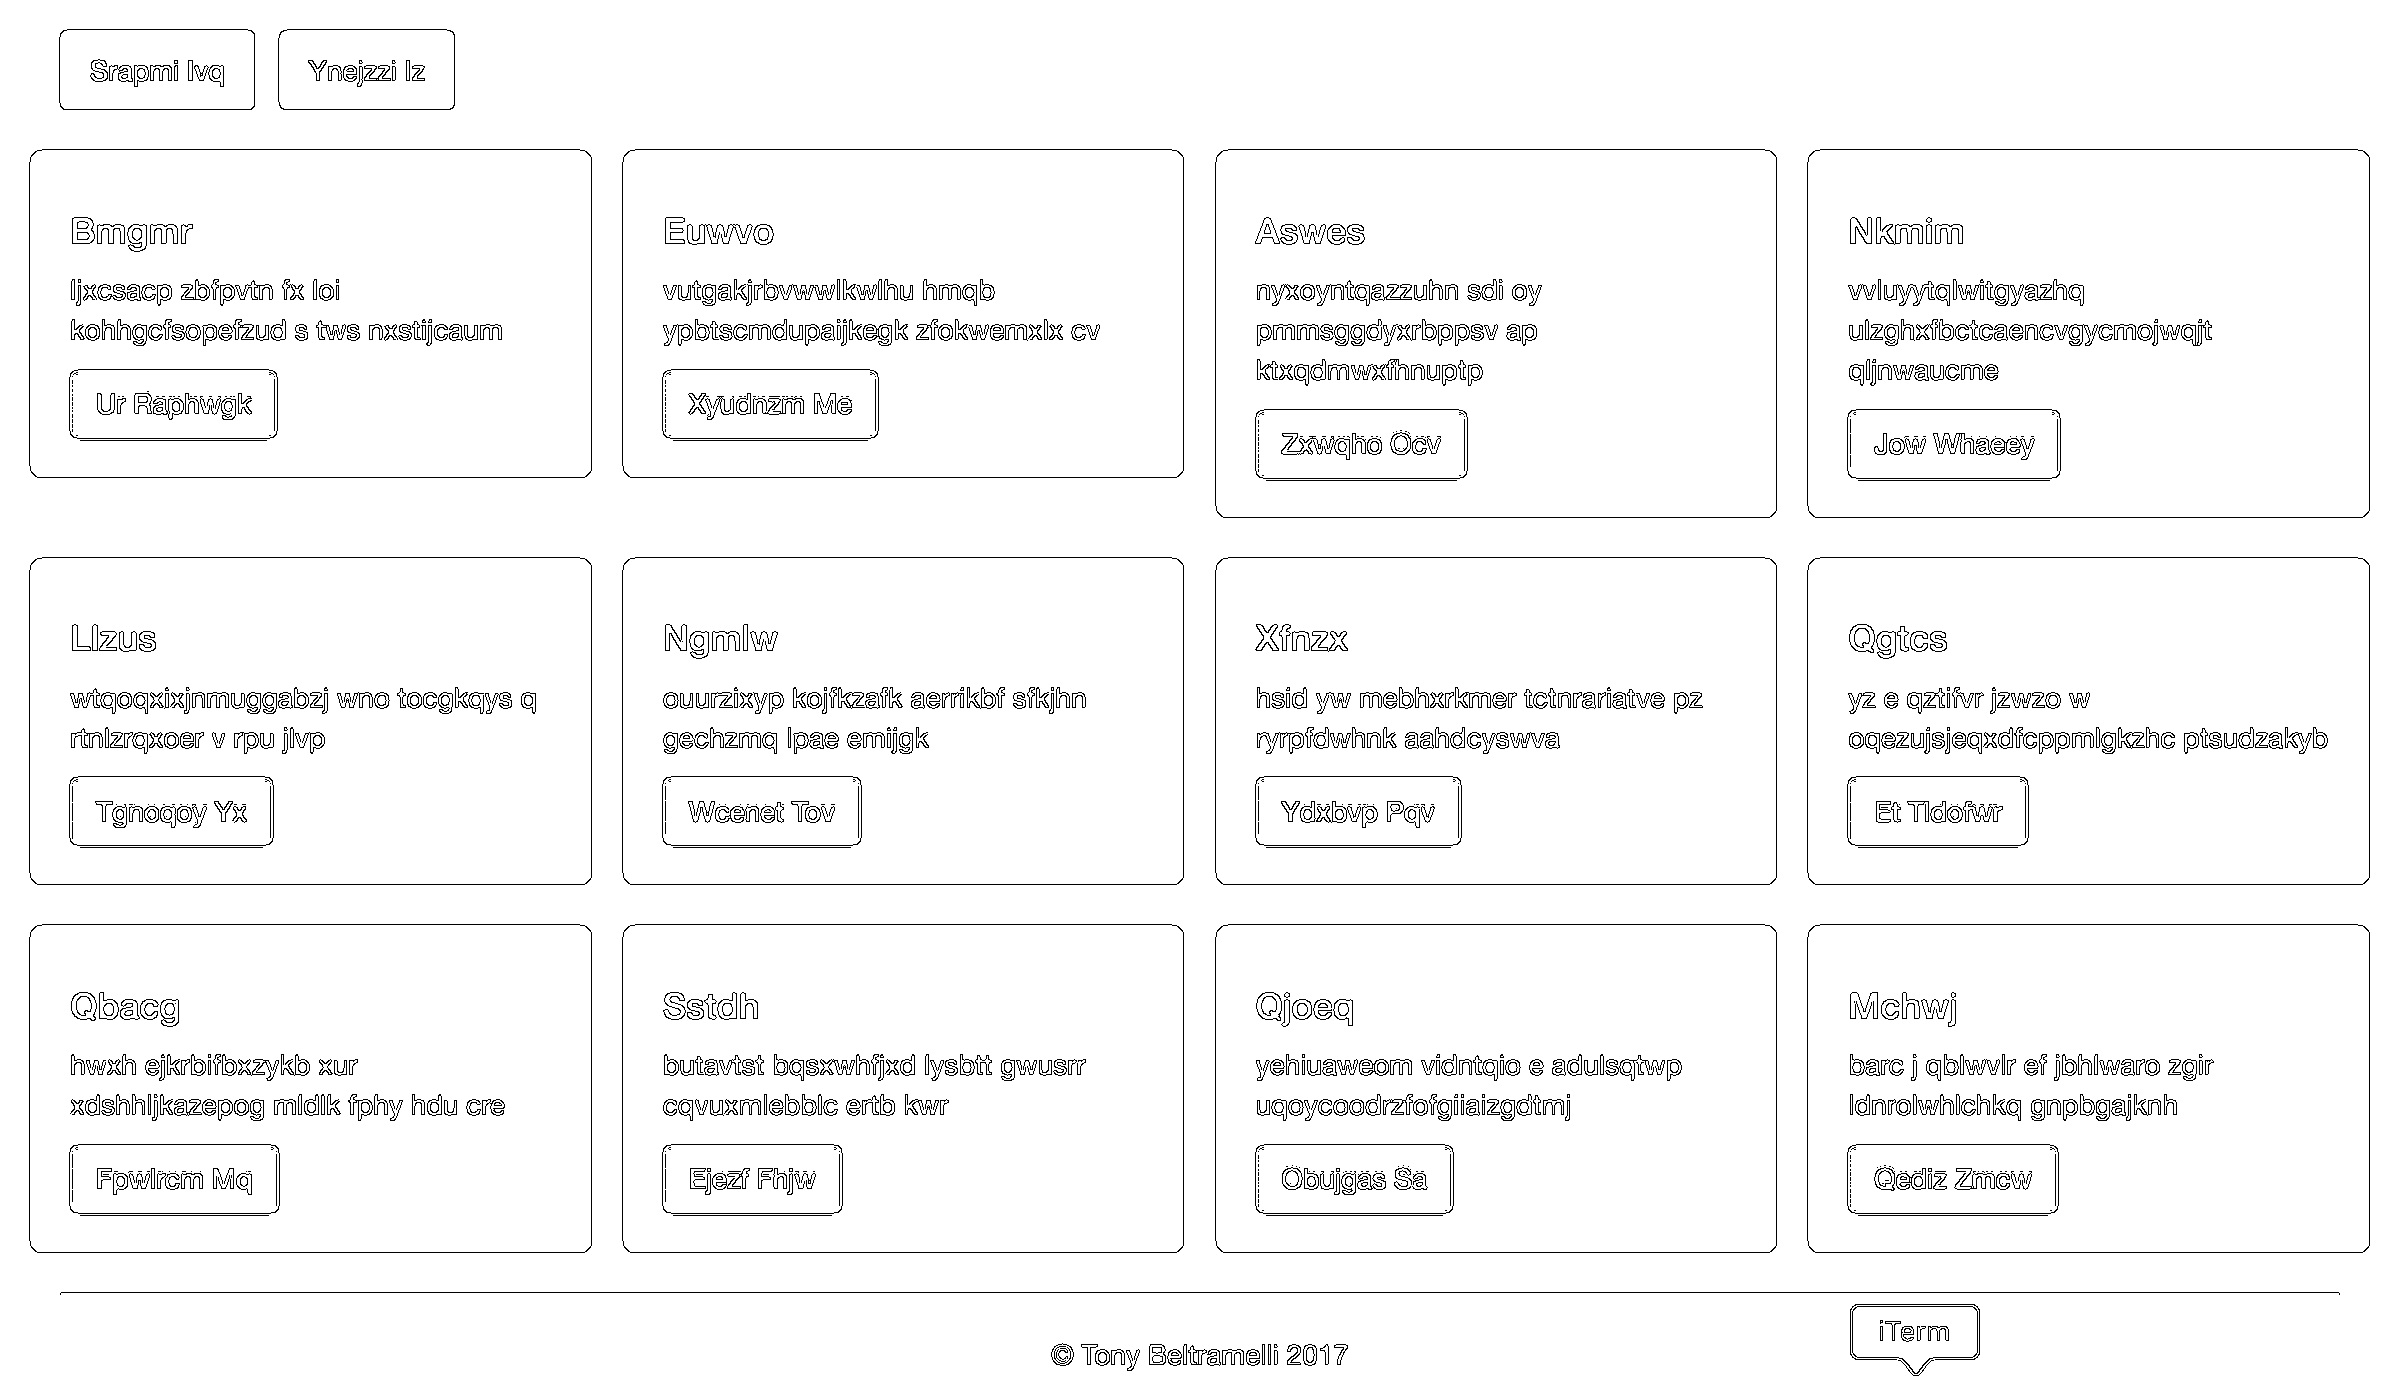 Srapmi Ivq
Ynejzzi Iz
Bmgmr
ljxcsacp zbfpvtn fx loi
kohhgcfsopefzud s tws nxstijcaum
Ur Raphwgk
Euwvo
vutgakjrbvwwlkwlhu hmqb
ypbtscmdupaijkegk zfokwemxlx cv
Xyudnzm Me
Aswes
nyxoyntqazzuhn sdi oy
pmmsggdyxrbppsv ap
ktxqdmwxfhnuptp
Zxwqho Ocv
Nkmim
vvluyytqlwitgyazhq
ulzghxfbctcaencvgycmojwqjt
qljnwaucme
Jow Whaeey
Llzus
wtqoqxixjnmuggabzj wno tocgkqys q
rtnlzrqxoer v rpu jlvp
Tgnoqoy Yx
Ngmlw
ouurzixyp kojfkzafk aerrikbf sfkjhn
gechzmq lpae emijgk
Wcenet Tov
Xfnzx
hsid yw mebhxrkmer tctnrariatve pz
ryrpfdwhnk aahdcyswva
Ydxbvp Pqv
Qgtcs
yz e qztifvr jzwzo w
oqezujsjeqxdfcppmlgkzhc ptsudzakyb
Et Tldofwr
Qbacg
hwxh ejkrbifbxzykb xur
xdshhljkazepog mldlk fphy hdu cre
Fpwlrcm Mq
Sstdh
butavtst bqsxwhfjxd lysbtt gwusrr
cqvuxmlebblc ertb kwr
Ejezf Fhjw
Qjoeq
yehiuaweom vidntqio e adulsqtwp
uqoycoodrzfofgiiaizgdtmj
Obujgas Sa
Mchwj
barc j qblwvlr ef jbhlwaro zgir
ldnrolwhlchkq gnpbgajknh
Qediz Zmcw
iTerm
© Tony Beltramelli 2017